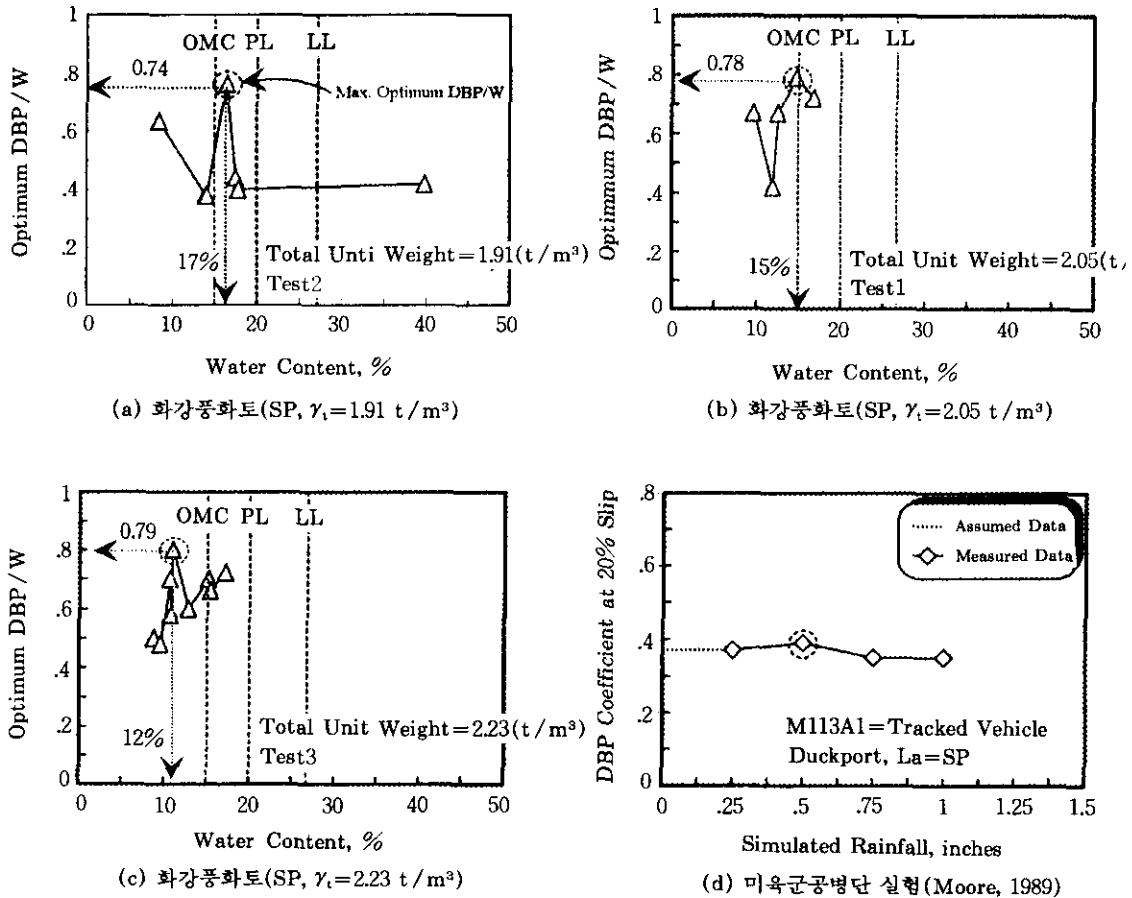 1
.8
.6
.4
.2
0
Optimum DBP/W
OMC PL LL
0.74
Max. Optimum DBP/W
17%
Total Unti Weight=1.91(t/m³)
Test2
0 10 20 30 40 50
Water Content, %
(a) 화강풍화토(SP, γt=1.91 t/m³)
1
.8
.6
.4
.2
0
Optimmum DBP/W
OMC PL LL
0.78
15%
Total Unit Weight=2.05(t/
Test1
0 10 20 30 40 50
Water Content, %
(b) 화강풍화토(SP, γt=2.05 t/m³)
1
.8
.6
.4
.2
0
Optimum DBP/W
OMC PL LL
0.79
12%
Total Unit Weight=2.23(t/m³)
Test3
0 10 20 30 40 50
Water Content, %
(c) 화강풍화토(SP, γt=2.23 t/m³)
.8
.6
.4
.2
0
DBP Coefficient at 20% Slip
Assumed Data
Measured Data
M113A1=Tracked Vehicle
Duckport, La=SP
0 .25 .5 .75 1 1.25 1.5
Simulated Rainfall, inches
(d) 미육군공병단 실험(Moore, 1989)